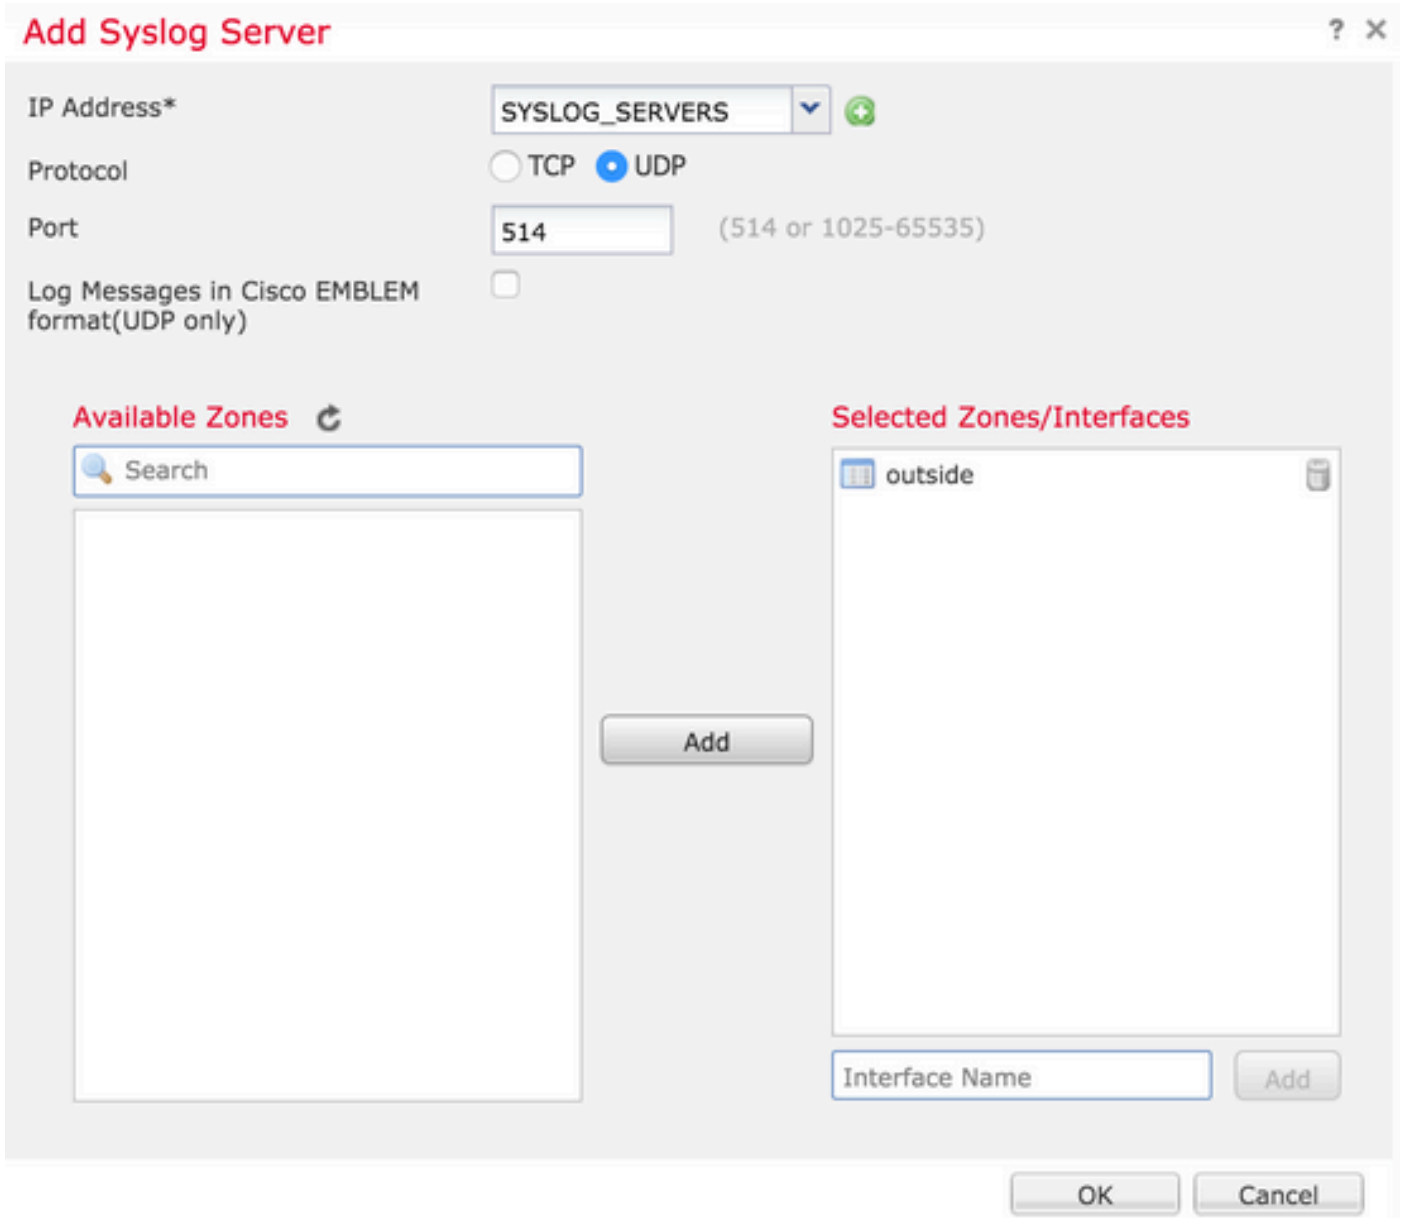 Add Syslog Server
?
IP Address*
SYSLOG_SERVERS
Protocol
TCP UDP
Port
514
(514 or 1025-65535)
Log Messages in Cisco EMBLEM
format(UDP only)
Available Zones
Search
Add
Selected Zones/Interfaces
outside
Interface Name
Add
OK
Cancel